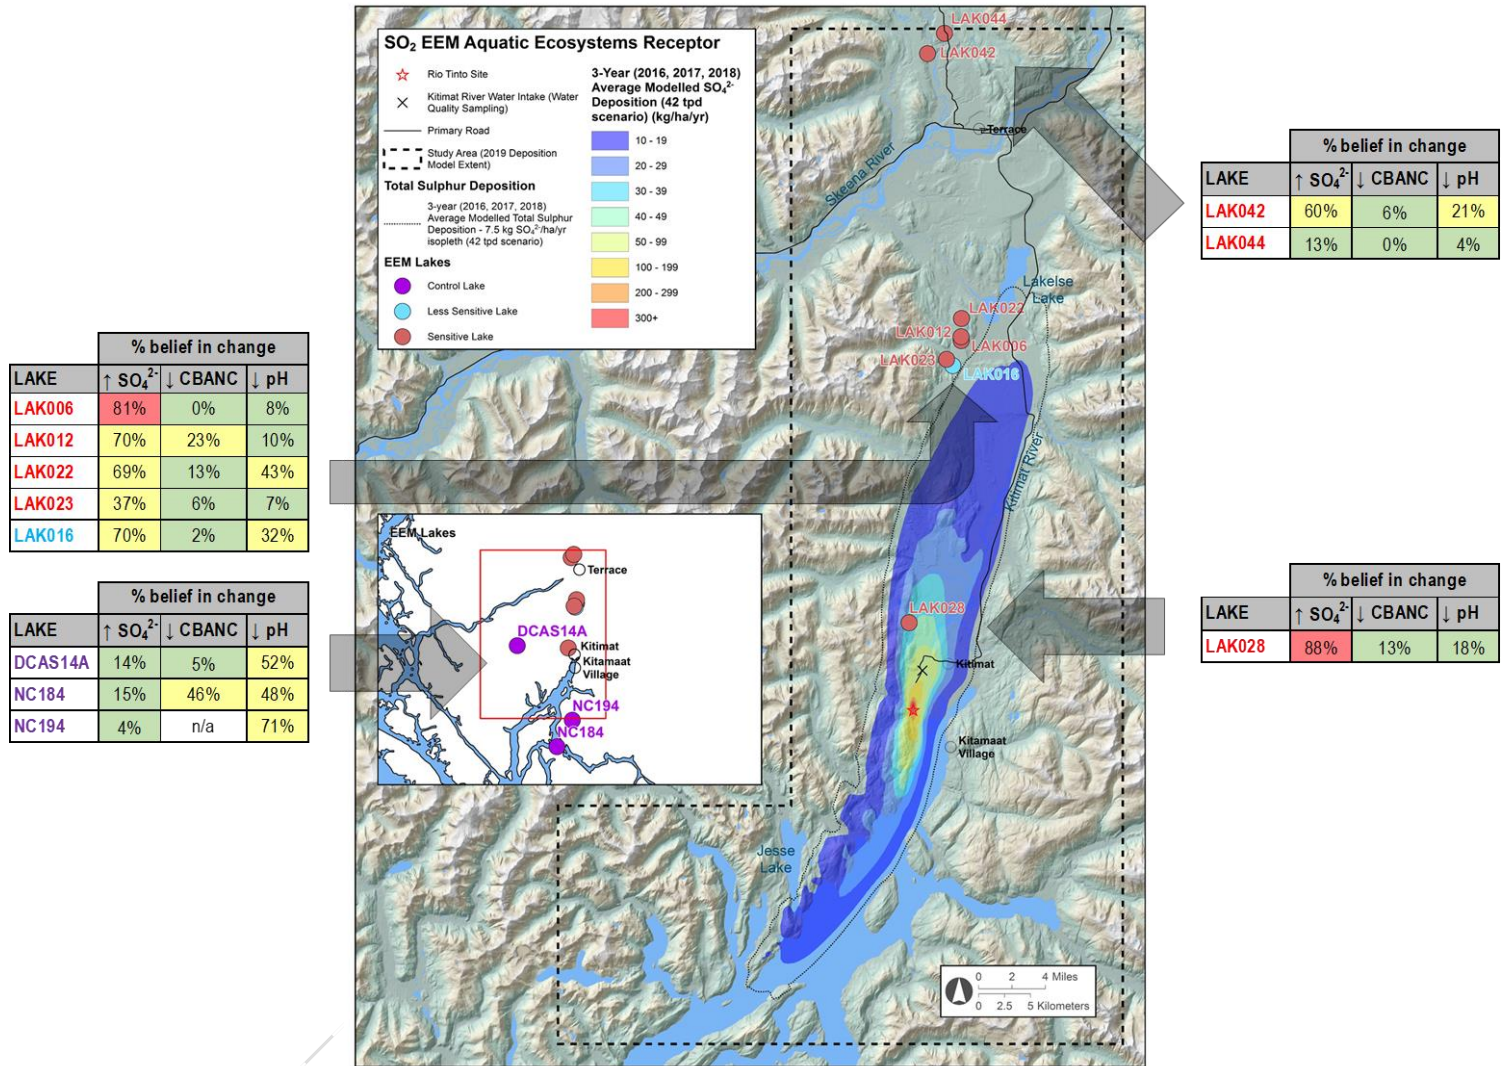 SO₂ EEM Aquatic Ecosystems Receptor
Rio Tinto Site
Kitimat River Water Intake (Water
Quality Sampling)
Primary Road
Study Area (2019 Deposition
Model Extent)
Total Sulphur Deposition
3-year (2016, 2017, 2018)
Average Modelled Total Sulphur
Deposition - 7.5 kg SO₄²⁻/ha/yr
isopleth (42 tpd scenario)
EEM Lakes
Control Lake
Less Sensitive Lake
Sensitive Lake
3-Year (2016, 2017, 2018)
Average Modelled SO₄²⁻
Deposition (42 tpd
scenario) (kg/ha/yr)
10 - 19
20 - 29
30 - 39
40 - 49
50 - 99
100 - 199
200 - 299
300+
LAK044
LAK042
Terrace
Skeena River
Lakelse
Lake
LAK022
LAK012
LAK006
LAK023
LAK016
Kitimat River
LAK028
Kitimat
Kitamaat
Village
Jesse
Lake
0 2 4 Miles
0 2.5 5 Kilometers
EEM Lakes
Terrace
DCAS14A
Kitimat
Kitamaat
Village
NC194
NC184
% belief in change
LAKE ↑ SO₄²⁻ ↓ CBANC ↓ pH
LAK006 81% 0% 8%
LAK012 70% 23% 10%
LAK022 69% 13% 43%
LAK023 37% 6% 7%
LAK016 70% 2% 32%
% belief in change
LAKE ↑ SO₄²⁻ ↓ CBANC ↓ pH
DCAS14A 14% 5% 52%
NC184 15% 46% 48%
NC194 4% n/a 71%
% belief in change
LAKE ↑ SO₄²⁻ ↓ CBANC ↓ pH
LAK042 60% 6% 21%
LAK044 13% 0% 4%
% belief in change
LAKE ↑ SO₄²⁻ ↓ CBANC ↓ pH
LAK028 88% 13% 18%